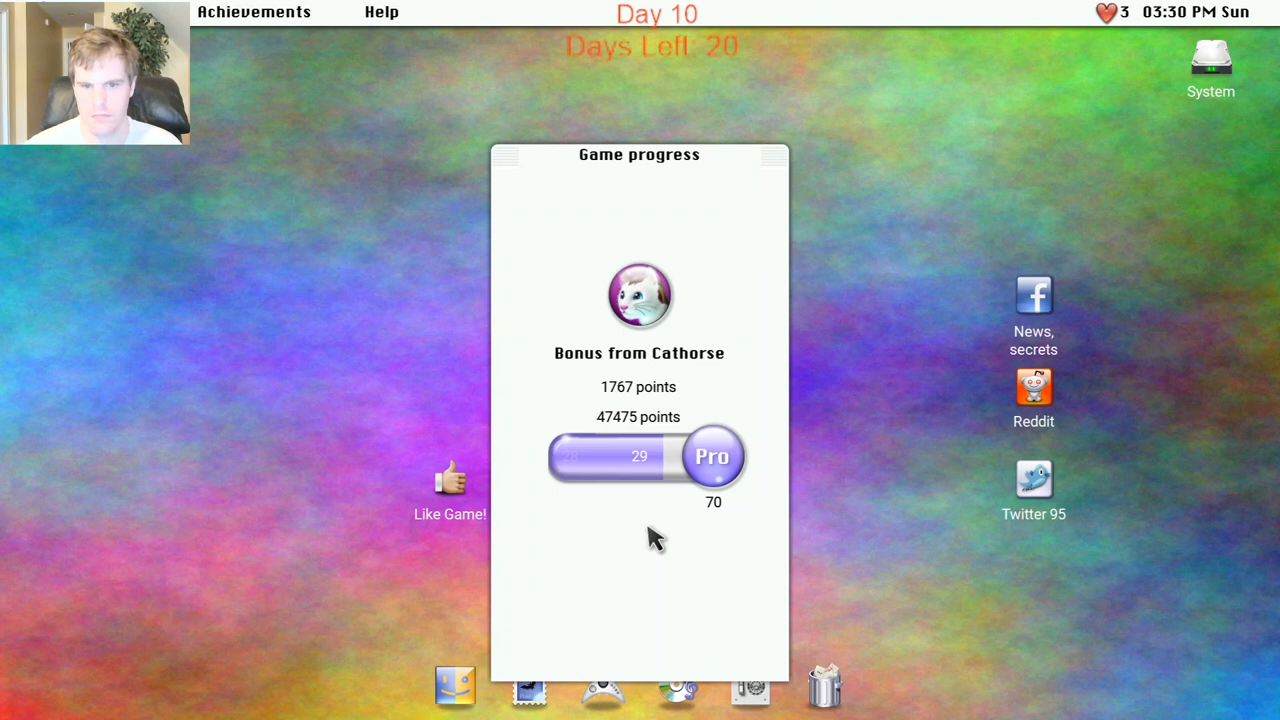 Achievements
Help
Day 10
Days Left: 20
3
03:30 PM Sun
System
Game progress
Bonus from Cathorse
1767 points
47475 points
29
Pro
70
Like Game!
News,
secrets
Reddit
Twitter 95